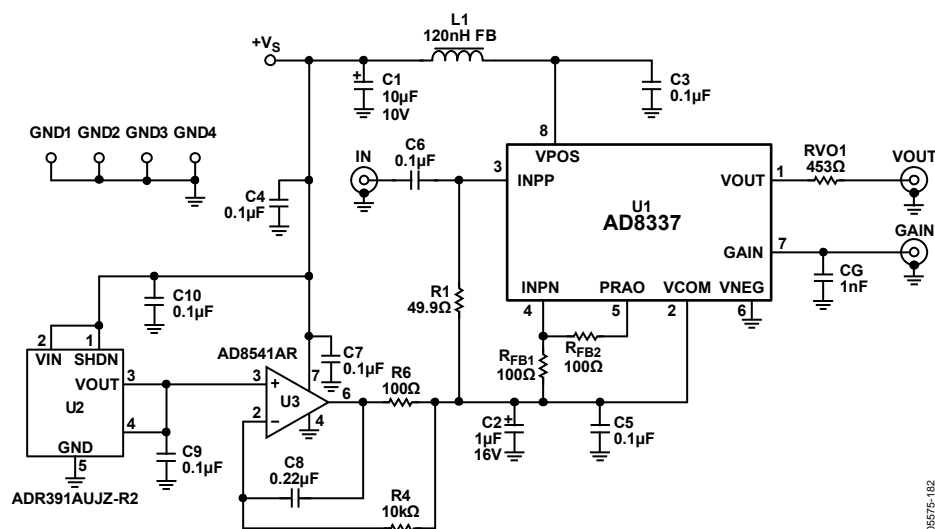 L1
120nH FB
+VS
C1
10µF
10V
C3
0.1µF
GND1 GND2 GND3 GND4
IN
C6
0.1µF
8
VPOS
3
INPP
VOUT
1
RVO1
453Ω
VOUT
C4
0.1µF
U1
AD8337
GAIN
7
GAIN
CG
1nF
R1
49.9Ω
INPN
PRAO
VCOM
VNEG
4
5
2
6
C10
0.1µF
RFB1
100Ω
RFB2
100Ω
2
1
VIN
SHDN
VOUT
3
U2
4
GND
5
ADR391AUJZ-R2
C9
0.1µF
AD8541AR
C7
0.1µF
3
+
7
U3
6
2
–
4
R6
100Ω
C2
1µF
16V
+
C5
0.1µF
C8
0.22µF
R4
10kΩ
05575-182